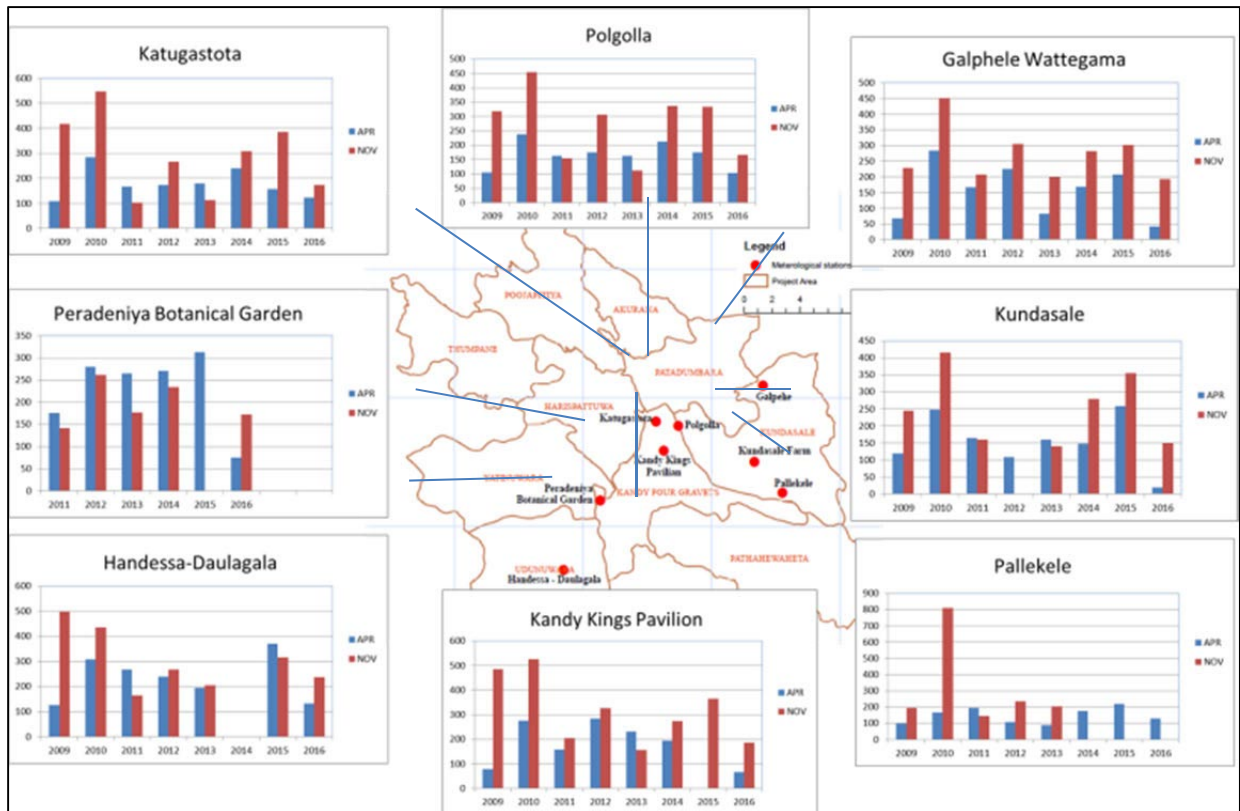 Katugastota
600
500
400
300
200
100
0
2009 2010 2011 2012 2013 2014 2015 2016
APR
NOV
Polgolla
500
450
400
350
300
250
200
150
100
50
0
2009 2010 2011 2012 2013 2014 2015 2016
APR
NOV
Galphele Wattegama
500
450
400
350
300
250
200
150
100
50
0
2009 2010 2011 2012 2013 2014 2015 2016
APR
NOV
Peradeniya Botanical Garden
350
300
250
200
150
100
50
0
2011 2012 2013 2014 2015 2016
APR
NOV
Legend
Meterological stations
Project Area
0 2 4 6
POOJAPITIYA
AKURANA
THUMPANE
PATADUMBARA
HARISPATTUWA
Galpehe
Katugastota
Polgolla
KUNDASALE
Kandy Kings
Pavilion
Kundasale Farm
Pallekele
Peradeniya
Botanical Garden
KANDY FOUR GRAVETS
PATHAHEWAHETA
UDUNUWARA
Handessa - Daulagala
Kundasale
450
400
350
300
250
200
150
100
50
0
2009 2010 2011 2012 2013 2014 2015 2016
APR
NOV
Handessa-Daulagala
600
500
400
300
200
100
0
2009 2010 2011 2012 2013 2014 2015 2016
APR
NOV
Kandy Kings Pavilion
600
500
400
300
200
100
0
2009 2010 2011 2012 2013 2014 2015 2016
APR
NOV
Pallekele
900
800
700
600
500
400
300
200
100
0
2009 2010 2011 2012 2013 2014 2015 2016
APR
NOV